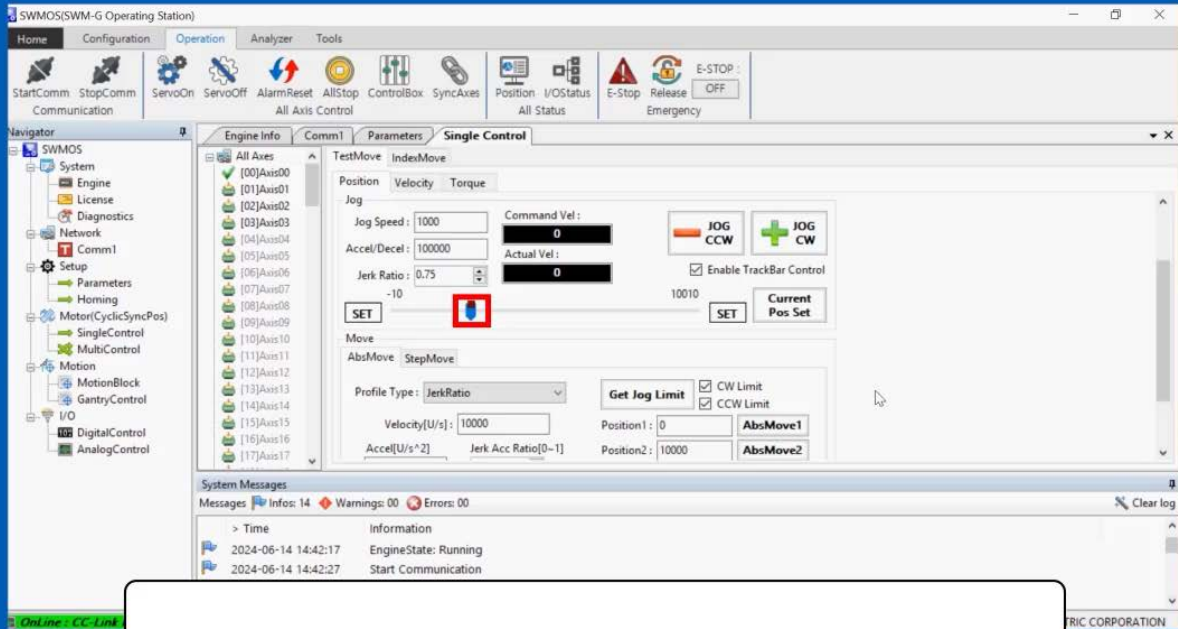 SWMOS(SWM-G Operating Station)
Home Configuration Operation Analyzer Tools
StartComm StopComm ServoOn ServoOff AlarmReset AllStop ControlBox SyncAxes Position I/OStatus E-Stop Release E-STOP : OFF
Communication All Axis Control All Status Emergency
Navigator
SWMOS
System
Engine
License
Diagnostics
Network
Comm1
Setup
Parameters
Homing
Motor(CyclicSyncPos)
SingleControl
MultiControl
Motion
MotionBlock
GantryControl
I/O
DigitalControl
AnalogControl
Engine Info Comm1 Parameters Single Control
All Axes
[00]Axis00
[01]Axis01
[02]Axis02
[03]Axis03
[04]Axis04
[05]Axis05
[06]Axis06
[07]Axis07
[08]Axis08
[09]Axis09
[10]Axis10
[11]Axis11
[12]Axis12
[13]Axis13
[14]Axis14
[15]Axis15
[16]Axis16
[17]Axis17
TestMove IndexMove
Position Velocity Torque
Jog
Jog Speed : 1000 Command Vel : 0
Accel/Decel : 100000 Actual Vel : 0
Jerk Ratio : 0.75
JOG CCW JOG CW
Enable TrackBar Control
-10 10010
SET SET Current Pos Set
Move
AbsMove StepMove
Profile Type : JerkRatio Get Jog Limit CW Limit
CCW Limit
Velocity[U/s] : 10000 Position1 : 0 AbsMove1
Accel[U/s^2] Jerk Acc Ratio[0~1] Position2 : 10000 AbsMove2
System Messages
Messages Infos: 14 Warnings: 00 Errors: 00 Clear log
> Time Information
2024-06-14 14:42:17 EngineState: Running
2024-06-14 14:42:27 Start Communication
OnLine : CC-Link
TRIC CORPORATION